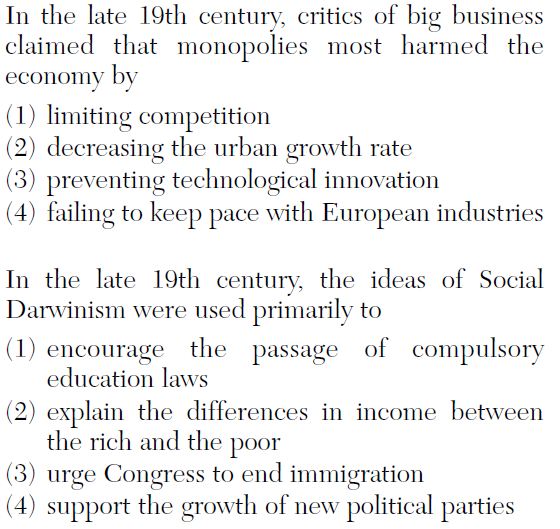 In the late 19th century, critics of big business
claimed that monopolies most harmed the
economy by
(1) limiting competition
(2) decreasing the urban growth rate
(3) preventing technological innovation
(4) failing to keep pace with European industries
In the late 19th century, the ideas of Social
Darwinism were used primarily to
(1) encourage the passage of compulsory
education laws
(2) explain the differences in income between
the rich and the poor
(3) urge Congress to end immigration
(4) support the growth of new political parties